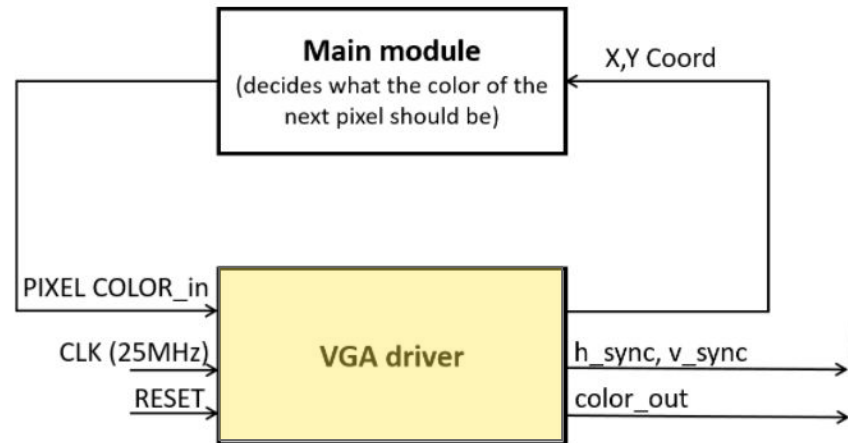 Main module
(decides what the color of the
next pixel should be)
X,Y Coord
PIXEL COLOR_in
CLK (25MHz)
RESET
VGA driver
h_sync, v_sync
color_out